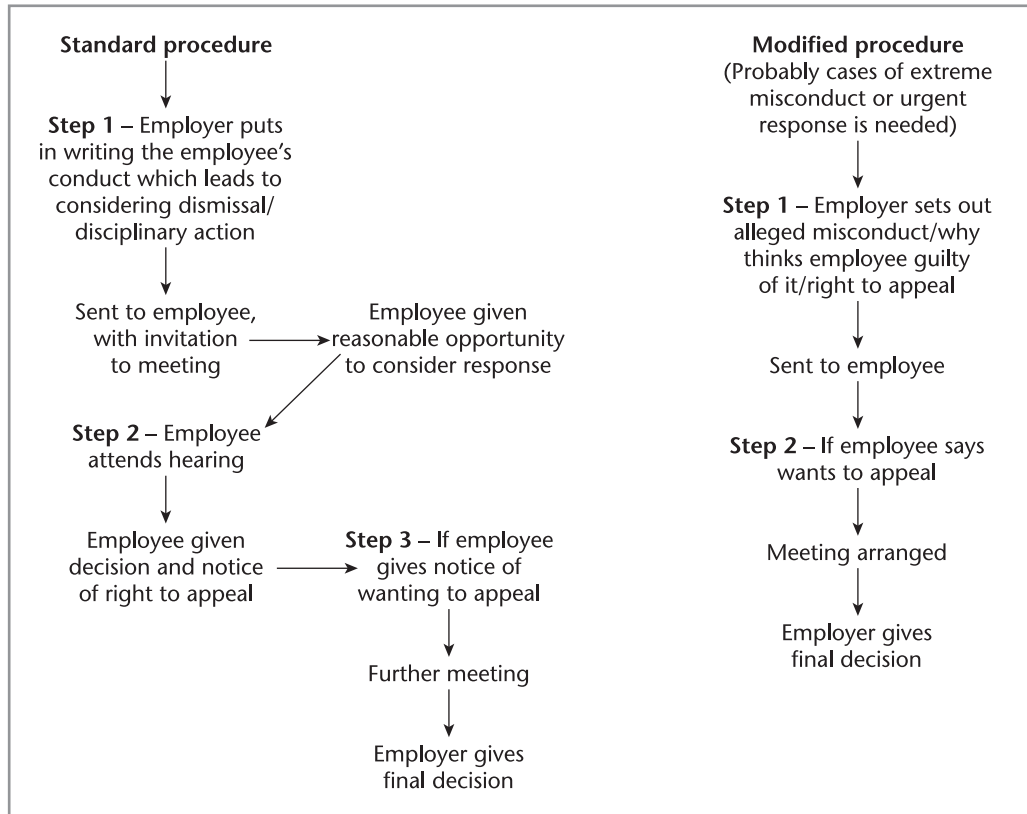 Standard procedure
Step 1 – Employer puts
in writing the employee's
conduct which leads to
considering dismissal/
disciplinary action
Sent to employee,
with invitation
to meeting
Employee given
reasonable opportunity
to consider response
Step 2 – Employee
attends hearing
Employee given
decision and notice
of right to appeal
Step 3 – If employee
gives notice of
wanting to appeal
Further meeting
Employer gives
final decision
Modified procedure
(Probably cases of extreme
misconduct or urgent
response is needed)
Step 1 – Employer sets out
alleged misconduct/why
thinks employee guilty
of it/right to appeal
Sent to employee
Step 2 – If employee says
wants to appeal
Meeting arranged
Employer gives
final decision